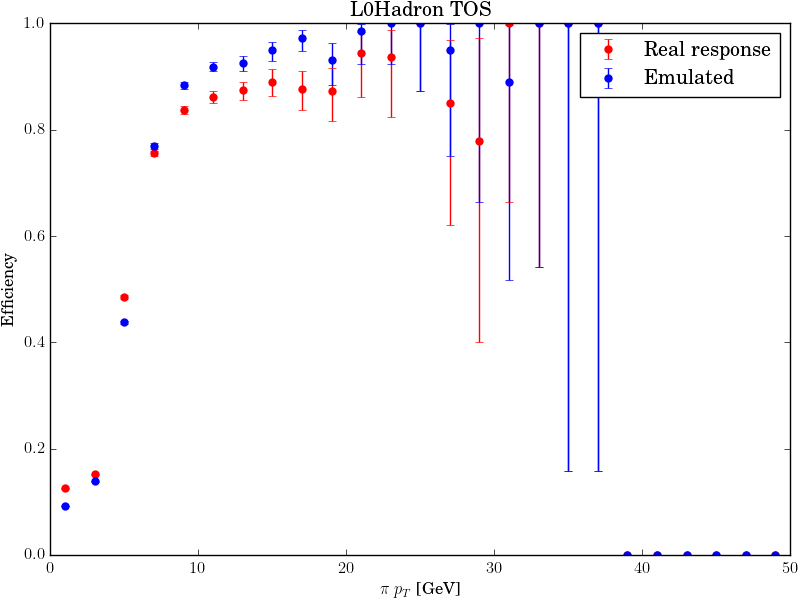 L0Hadron TOS
Real response
Emulated
Efficiency
1.0
0.8
0.6
0.4
0.2
0.0
0 10 20 30 40 50
π p_T [GeV]